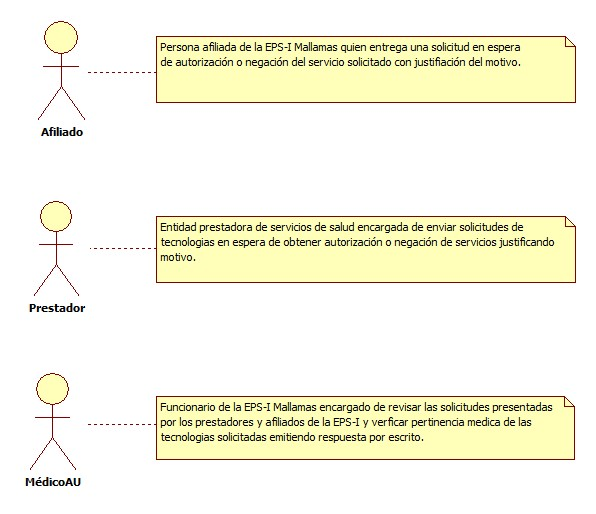 Persona afiliada de la EPS-I Mallamas quien entrega una solicitud en espera
de autorización o negación del servicio solicitado con justifiación del motivo.
Afiliado
Entidad prestadora de servicios de salud encargada de enviar solicitudes de
tecnologias en espera de obtener autorización o negación de servicios justificando
motivo.
Prestador
Funcionario de la EPS-I Mallamas encargado de revisar las solicitudes presentadas
por los prestadores y afiliados de la EPS-I y verficar pertinencia medica de las
tecnologias solicitadas emitiendo respuesta por escrito.
MédicoAU